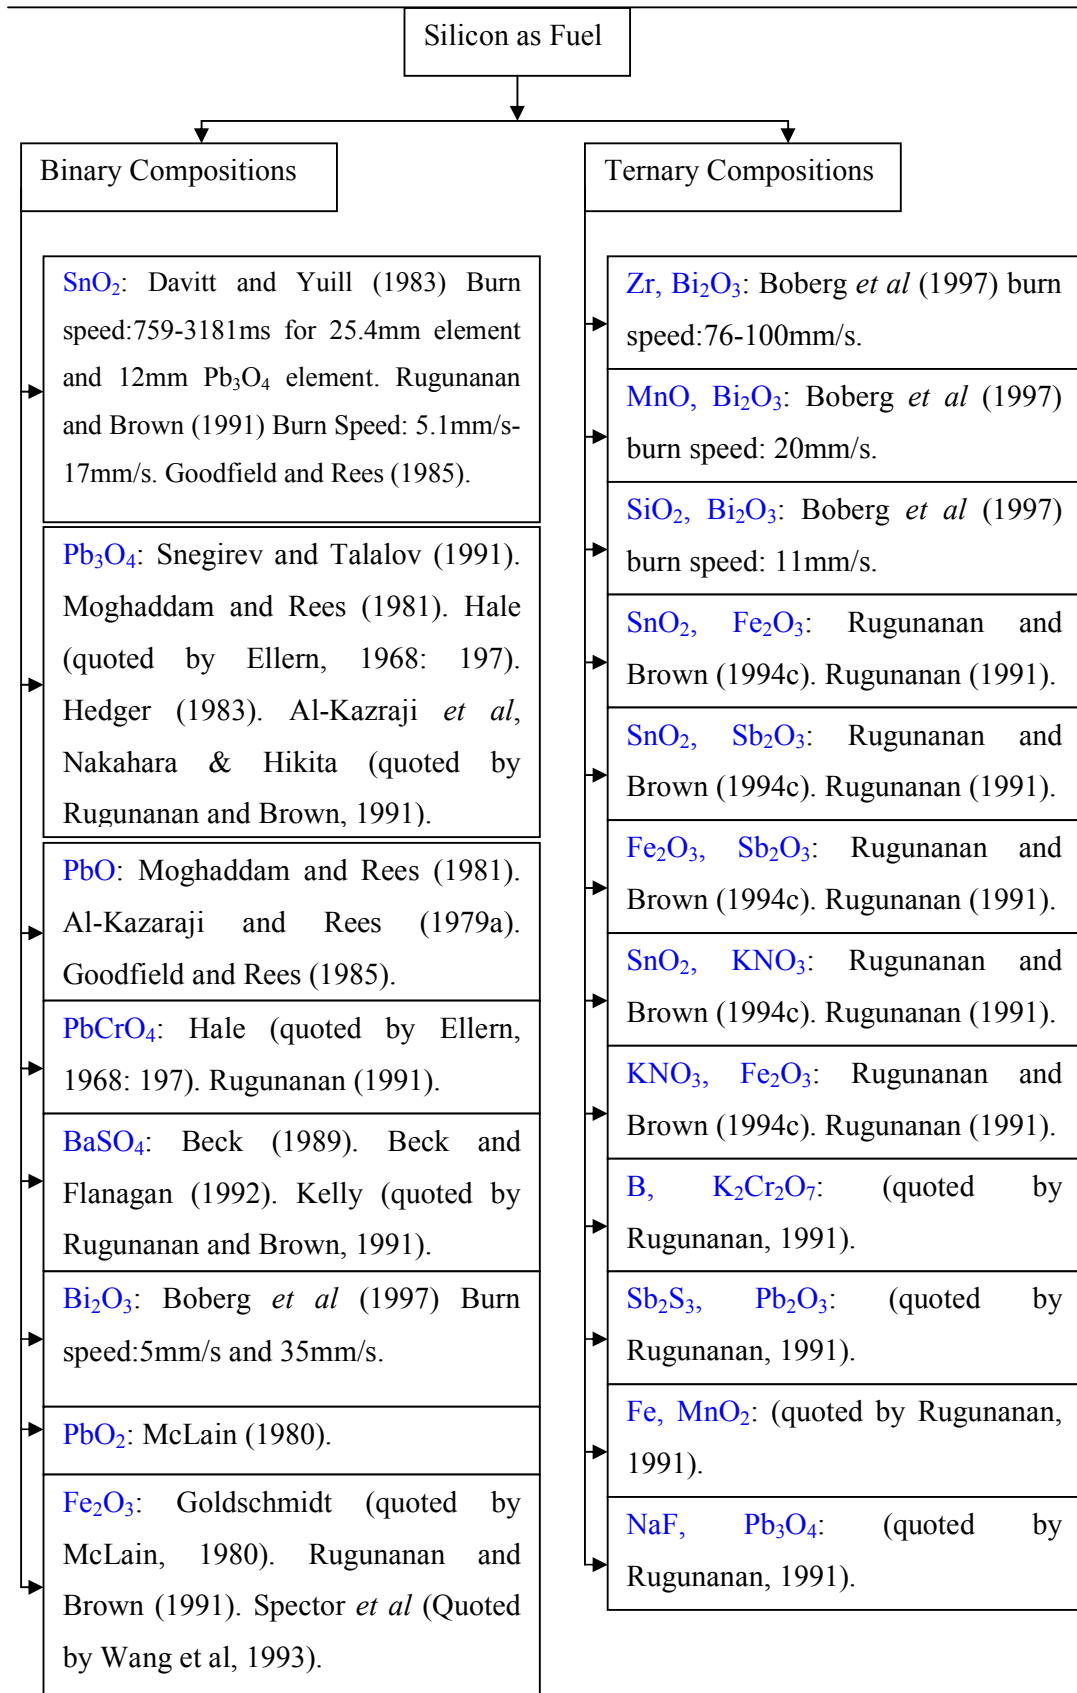 Silicon as Fuel
Binary Compositions
SnO₂: Davitt and Yuill (1983) Burn
speed:759-3181ms for 25.4mm element
and 12mm Pb₃O₄ element. Rugunanan
and Brown (1991) Burn Speed: 5.1mm/s-
17mm/s. Goodfield and Rees (1985).
Pb₃O₄: Snegirev and Talalov (1991).
Moghaddam and Rees (1981). Hale
(quoted by Ellern, 1968: 197).
Hedger (1983). Al-Kazraji et al,
Nakahara & Hikita (quoted by
Rugunanan and Brown, 1991).
PbO: Moghaddam and Rees (1981).
Al-Kazaraji and Rees (1979a).
Goodfield and Rees (1985).
PbCrO₄: Hale (quoted by Ellern,
1968: 197). Rugunanan (1991).
BaSO₄: Beck (1989). Beck and
Flanagan (1992). Kelly (quoted by
Rugunanan and Brown, 1991).
Bi₂O₃: Boberg et al (1997) Burn
speed:5mm/s and 35mm/s.
PbO₂: McLain (1980).
Fe₂O₃: Goldschmidt (quoted by
McLain, 1980). Rugunanan and
Brown (1991). Spector et al (Quoted
by Wang et al, 1993).
Ternary Compositions
Zr, Bi₂O₃: Boberg et al (1997) burn
speed:76-100mm/s.
MnO, Bi₂O₃: Boberg et al (1997)
burn speed: 20mm/s.
SiO₂, Bi₂O₃: Boberg et al (1997)
burn speed: 11mm/s.
SnO₂, Fe₂O₃: Rugunanan and
Brown (1994c). Rugunanan (1991).
SnO₂, Sb₂O₃: Rugunanan and
Brown (1994c). Rugunanan (1991).
Fe₂O₃, Sb₂O₃: Rugunanan and
Brown (1994c). Rugunanan (1991).
SnO₂, KNO₃: Rugunanan and
Brown (1994c). Rugunanan (1991).
KNO₃, Fe₂O₃: Rugunanan and
Brown (1994c). Rugunanan (1991).
B, K₂Cr₂O₇: (quoted by
Rugunanan, 1991).
Sb₂S₃, Pb₂O₃: (quoted by
Rugunanan, 1991).
Fe, MnO₂: (quoted by Rugunanan,
1991).
NaF, Pb₃O₄: (quoted by
Rugunanan, 1991).